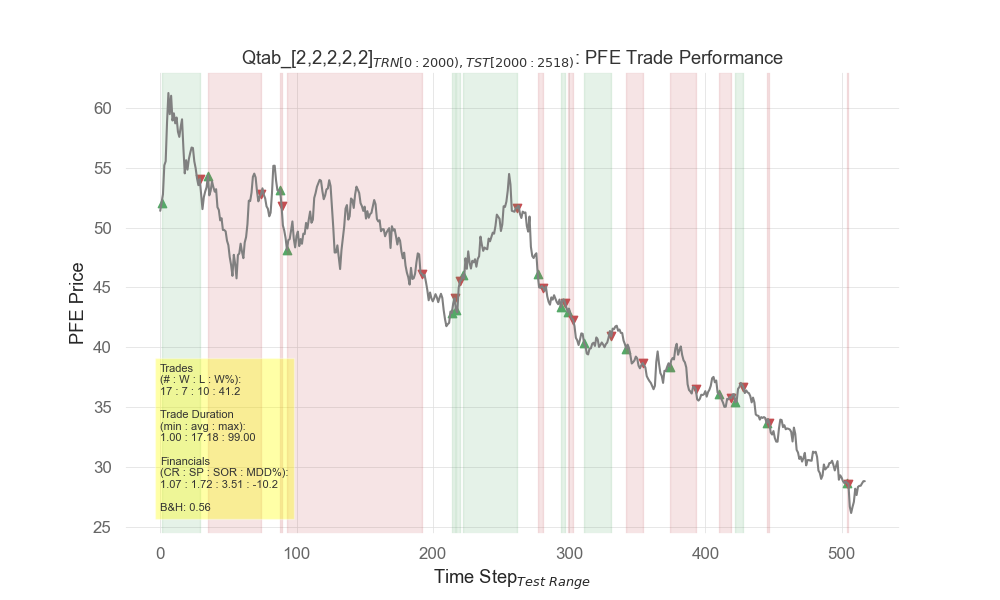 Qtab_[2,2,2,2,2]TRN[0:2000),TST[2000:2518): PFE Trade Performance
PFE Price
60
55
50
45
40
35
30
25
Trades
(# : W : L : W%):
17 : 7 : 10 : 41.2
Trade Duration
(min : avg : max):
1.00 : 17.18 : 99.00
Financials
(CR : SP : SOR : MDD%):
1.07 : 1.72 : 3.51 : -10.2
B&H: 0.56
0 100 200 300 400 500
Time StepTest Range